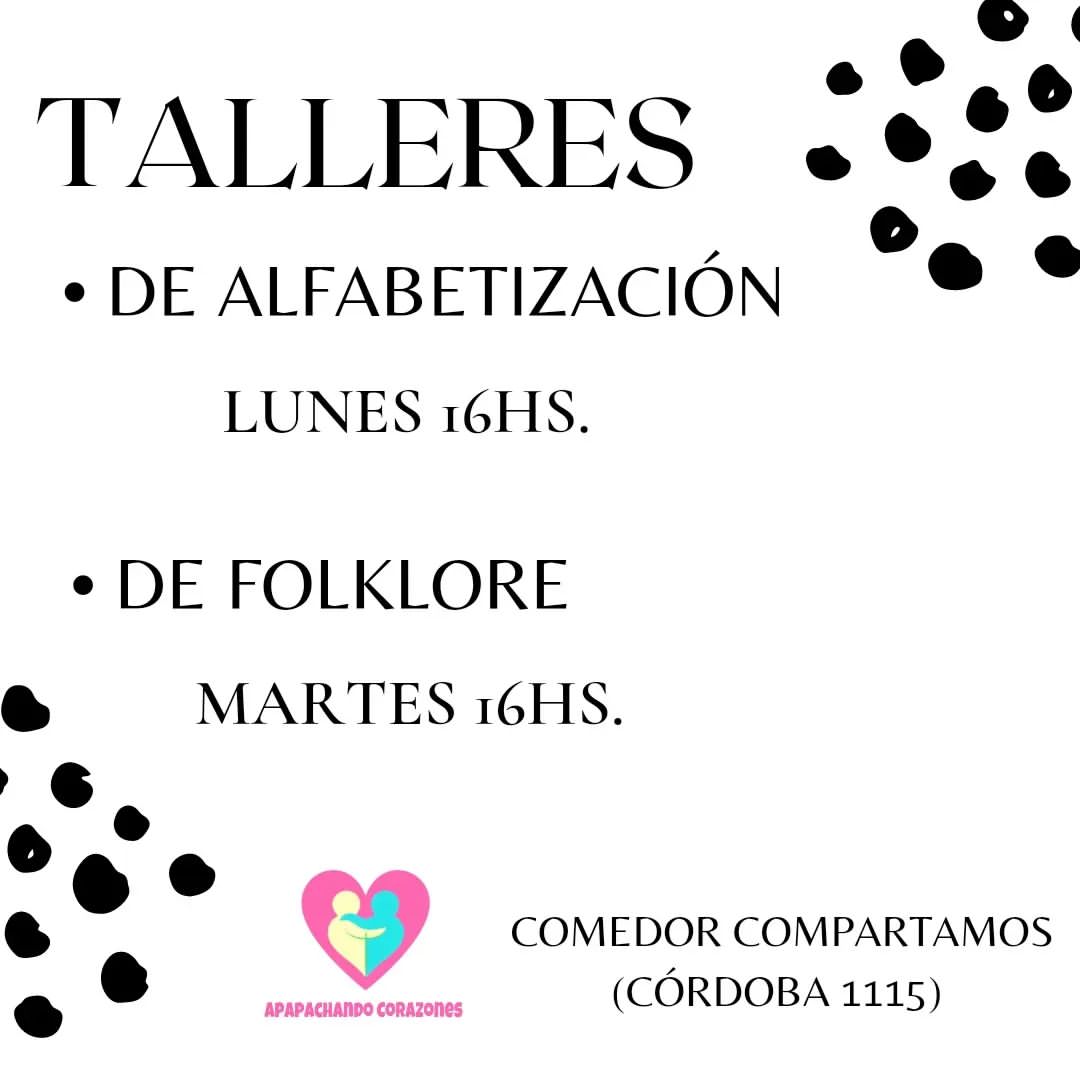 TALLERES
• DE ALFABETIZACIÓN
LUNES 16HS.
• DE FOLKLORE
MARTES 16HS.
APAPACHANDO CORAZONES
COMEDOR COMPARTAMOS
(CÓRDOBA 1115)